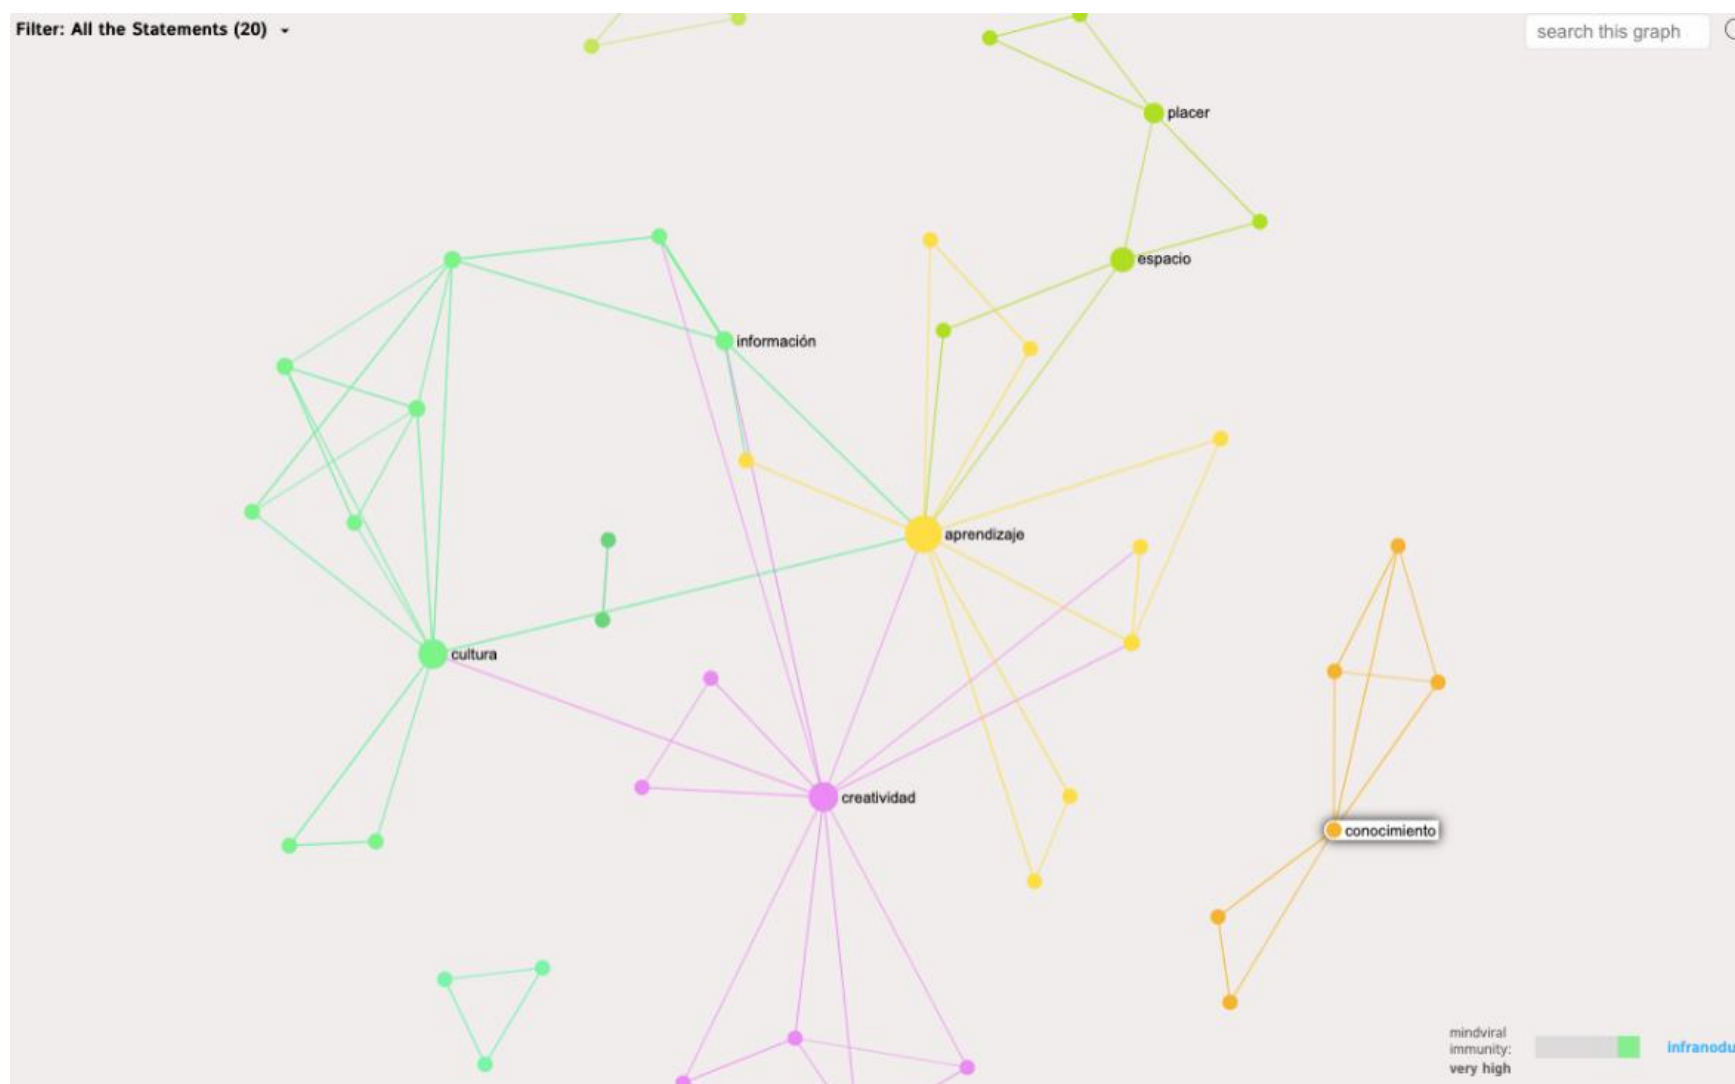 Filter: All the Statements (20)
search this graph
placer
espacio
información
aprendizaje
cultura
creatividad
conocimiento
mindviral
immunity:
very high
infranodu